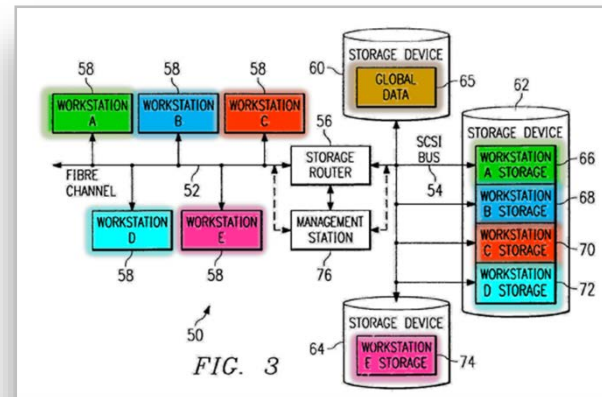 STORAGE DEVICE
60
GLOBAL
DATA
65
58
58
58
WORKSTATION
A
WORKSTATION
B
WORKSTATION
C
56
62
STORAGE DEVICE
FIBRE
CHANNEL
52
STORAGE
ROUTER
SCSI
BUS
54
WORKSTATION
A STORAGE
66
WORKSTATION
B STORAGE
68
WORKSTATION
C STORAGE
70
WORKSTATION
D STORAGE
72
WORKSTATION
D
WORKSTATION
E
MANAGEMENT
STATION
58
58
76
50
FIG. 3
STORAGE DEVICE
64
WORKSTATION
E STORAGE
74